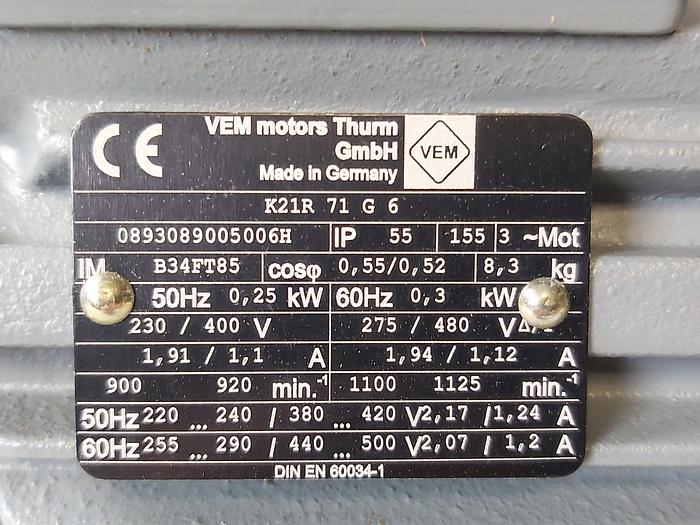 CE VEM motors Thurm
GmbH
Made in Germany
VEM
K21R 71 G 6
0893089005006H IP 55 155 3 ~Mot
IM B34FT85 cosφ 0,55/0,52 8,3 kg
50Hz 0,25 kW 60Hz 0,3 kW
230 / 400 V 275 / 480 V
1,91 / 1,1 A 1,94 / 1,12 A
900 920 min.-1 1100 1125 min.-1
50Hz 220 ... 240 / 380 ... 420 V 2,17 / 1,24 A
60Hz 255 ... 290 / 440 ... 500 V 2,07 / 1,2 A
DIN EN 60034-1